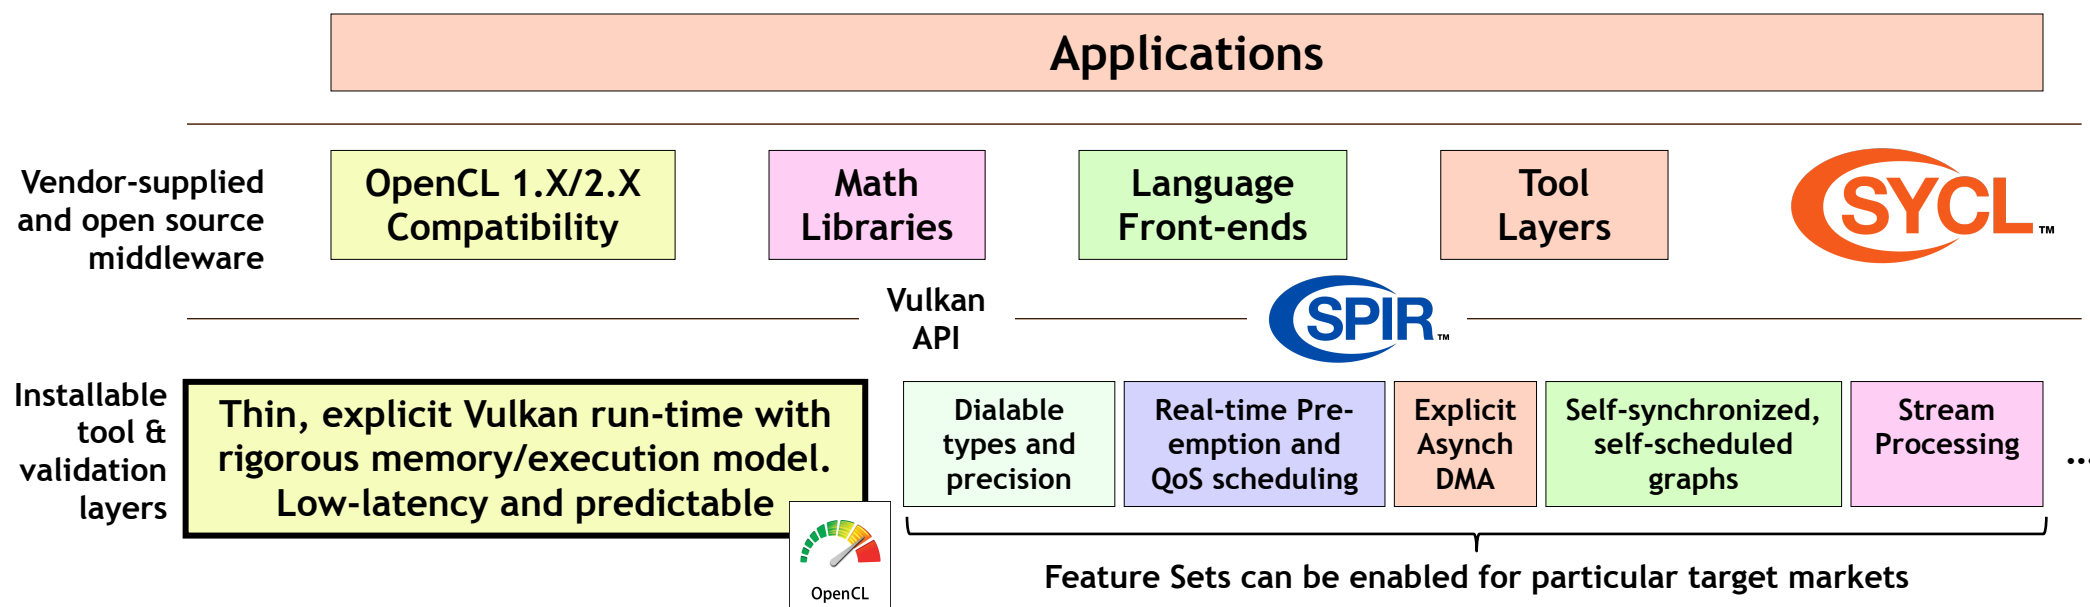 Applications
Vendor-supplied
and open source
middleware
OpenCL 1.X/2.X
Compatibility
Math
Libraries
Language
Front-ends
Tool
Layers
SYCL™
Vulkan
API
SPIR™
Installable
tool &
validation
layers
Thin, explicit Vulkan run-time with
rigorous memory/execution model.
Low-latency and predictable
OpenCL
Dialable
types and
precision
Real-time Pre-
emption and
QoS scheduling
Explicit
Asynch
DMA
Self-synchronized,
self-scheduled
graphs
Stream
Processing
...
Feature Sets can be enabled for particular target markets